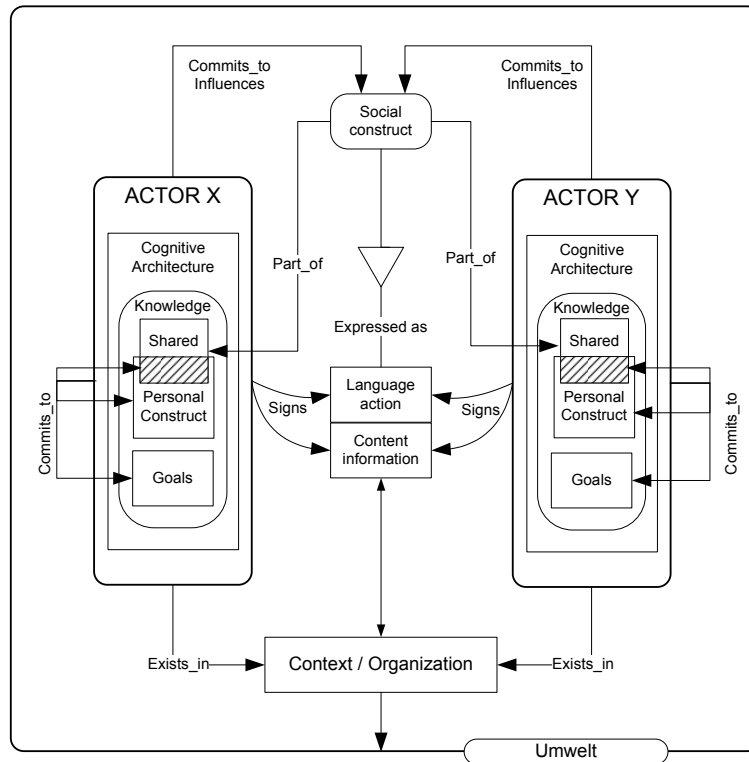 Commits_to
Influences
Commits_to
Influences
Social
construct
ACTOR X
ACTOR Y
Cognitive
Architecture
Cognitive
Architecture
Part_of
Part_of
Knowledge
Knowledge
Shared
Shared
Expressed as
Personal
Construct
Personal
Construct
Language
action
Signs
Signs
Content
information
Commits_to
Commits_to
Goals
Goals
Exists_in
Context / Organization
Exists_in
Umwelt